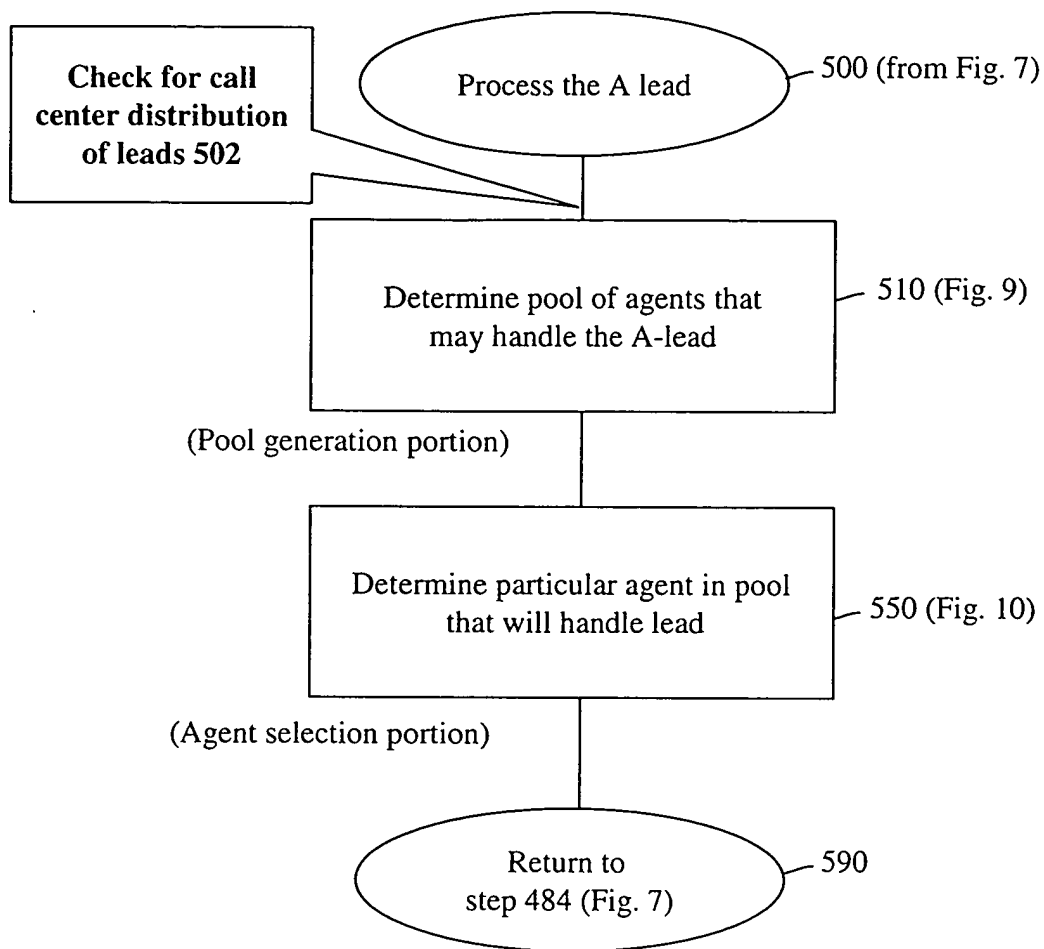 Check for call
center distribution
of leads 502
Process the A lead
500 (from Fig. 7)
Determine pool of agents that
may handle the A-lead
510 (Fig. 9)
(Pool generation portion)
Determine particular agent in pool
that will handle lead
550 (Fig. 10)
(Agent selection portion)
Return to
step 484 (Fig. 7)
590